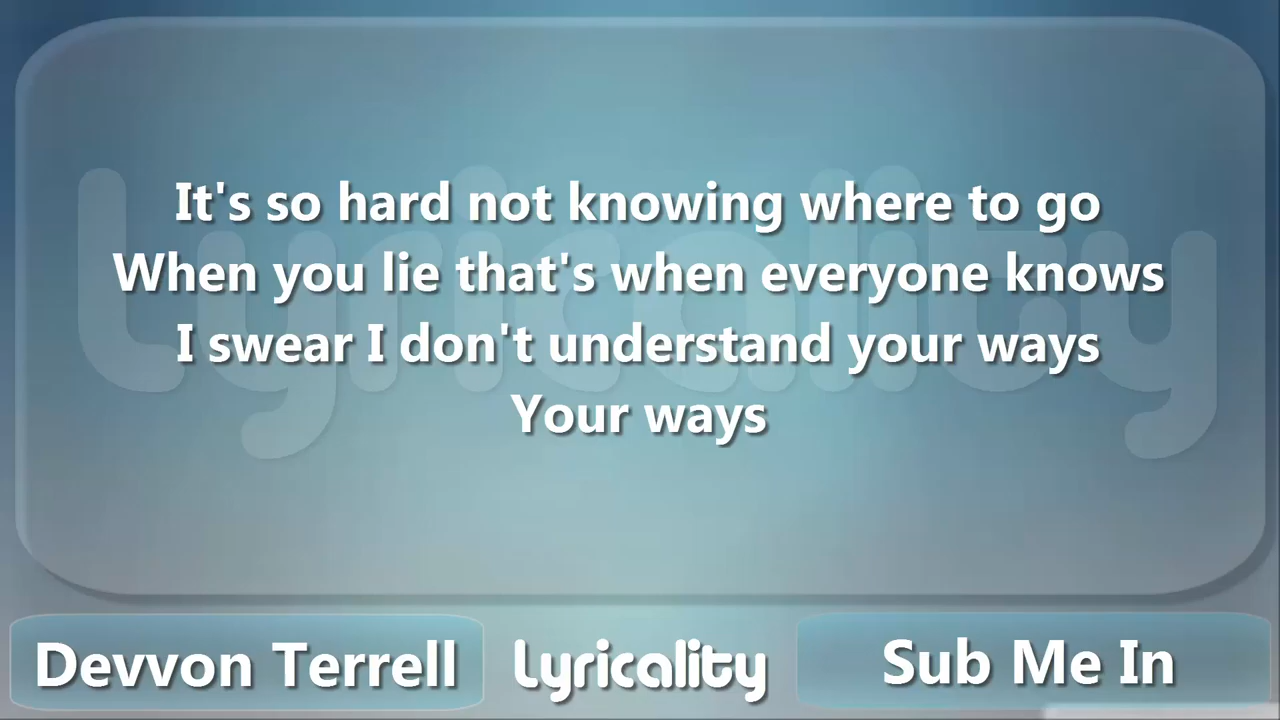 It's so hard not knowing where to go
When you lie that's when everyone knows
I swear I don't understand your ways
Your ways
Lyricality
Devvon Terrell
Lyricality
Sub Me In